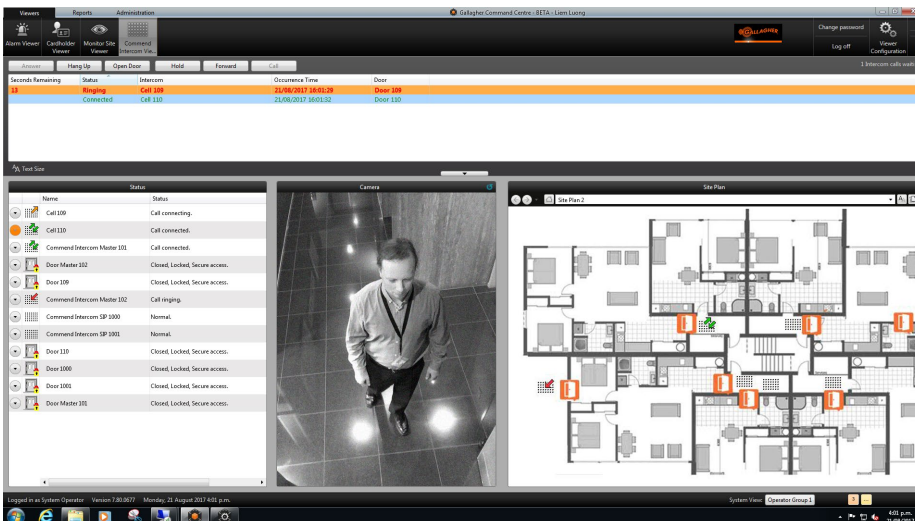 Viewers Reports Administration Gallagher Command Centre - BETA - Liem Luong
Alarm Viewer Cardholder Viewer Monitor Site Viewer Commend Intercom Vie... GALLAGHER Change password Log off Viewer Configuration
Answer Hang Up Open Door Hold Forward Call 1 Intercom calls wait
Seconds Remaining Status Intercom Occurrence Time Door
13 Ringing Cell 109 21/08/2017 16:01:29 Door 109
Connected Cell 110 21/08/2017 16:01:32 Door 110
AA Text Size
Status Camera Site Plan
Name Status Site Plan 2
Cell 109 Call connecting.
Cell 110 Call connected.
Commend Intercom Master 101 Call connected.
Door Master 102 Closed, Locked, Secure access.
Door 109 Closed, Locked, Secure access.
Commend Intercom Master 102 Call ringing.
Commend Intercom SIP 1000 Normal.
Commend Intercom SIP 1001 Normal.
Door 110 Closed, Locked, Secure access.
Door 1000 Closed, Locked, Secure access.
Door 1001 Closed, Locked, Secure access.
Door Master 101 Closed, Locked, Secure access.
Logged in as System Operator Version 7.80.0677 Monday, 21 August 2017 4:01 p.m. System View: Operator Group 1 3
4:01 p.m.